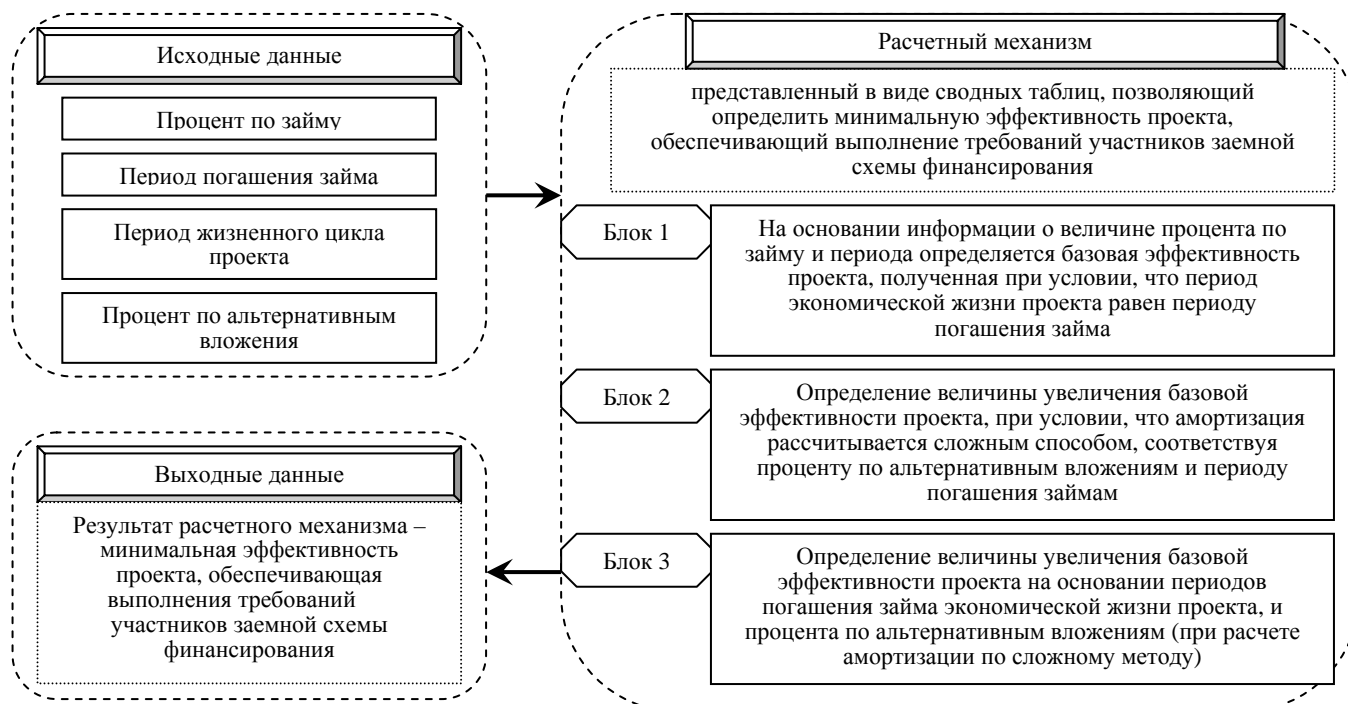 Исходные данные
Процент по займу
Период погашения займа
Период жизненного цикла
проекта
Процент по альтернативным
вложения
Расчетный механизм
представленный в виде сводных таблиц, позволяющий
определить минимальную эффективность проекта,
обеспечивающий выполнение требований участников заемной
схемы финансирования
Блок 1
На основании информации о величине процента по
займу и периода определяется базовая эффективность
проекта, полученная при условии, что период
экономической жизни проекта равен периоду
погашения займа
Блок 2
Определение величины увеличения базовой
эффективности проекта, при условии, что амортизация
рассчитывается сложным способом, соответствуя
проценту по альтернативным вложениям и периоду
погашения займам
Блок 3
Определение величины увеличения базовой
эффективности проекта на основании периодов
погашения займа экономической жизни проекта, и
процента по альтернативным вложениям (при расчете
амортизации по сложному методу)
Выходные данные
Результат расчетного механизма –
минимальная эффективность
проекта, обеспечивающая
выполнения требований
участников заемной схемы
финансирования